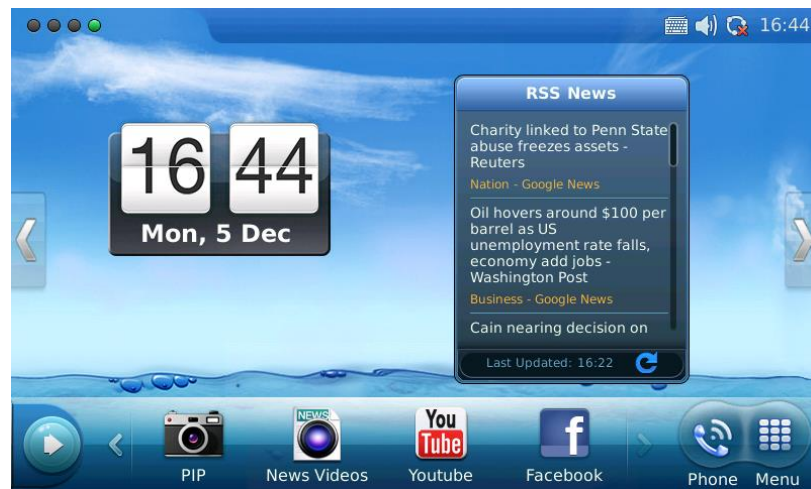 16:44
RSS News
16 44
Mon, 5 Dec
Charity linked to Penn State
abuse freezes assets -
Reuters
Nation - Google News
Oil hovers around $100 per
barrel as US
unemployment rate falls,
economy add jobs -
Washington Post
Business - Google News
Cain nearing decision on
Last Updated: 16:22
NEWS
You
Tube
f
PIP
News Videos
Youtube
Facebook
Phone
Menu